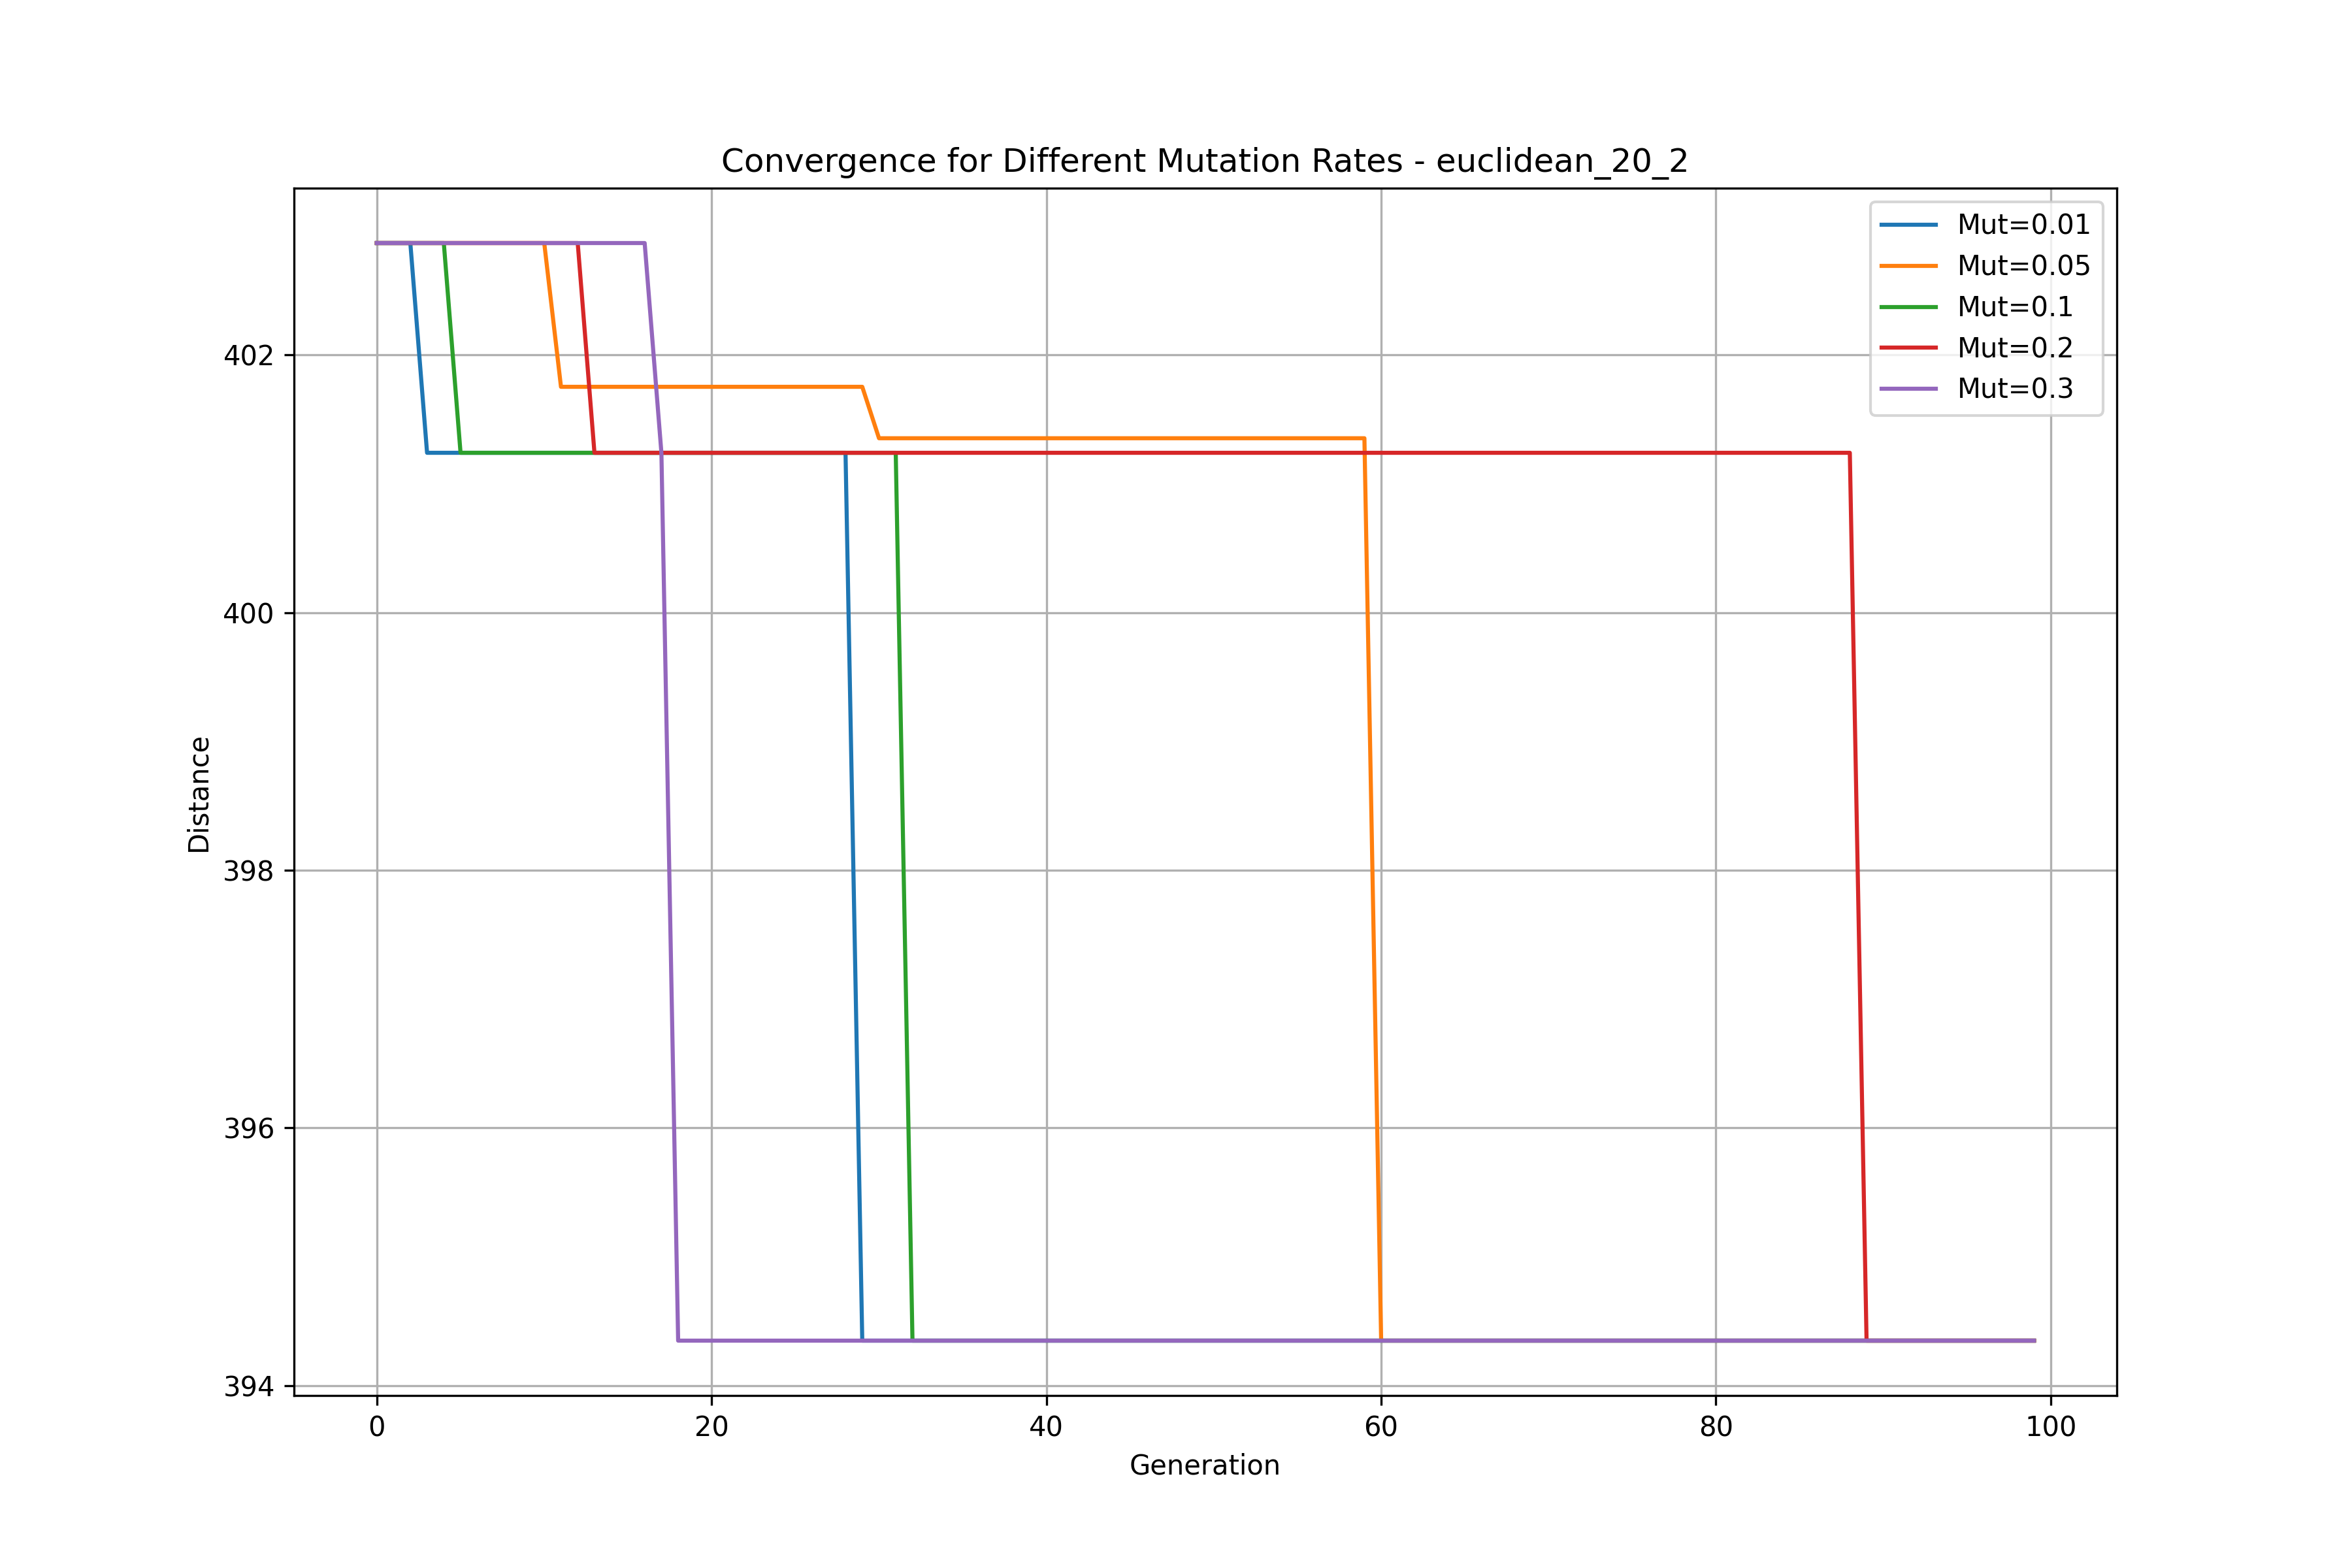 Convergence for Different Mutation Rates - euclidean_20_2
Mut=0.01
Mut=0.05
Mut=0.1
Mut=0.2
Mut=0.3
402
400
398
396
394
Distance
0 20 40 60 80 100
Generation